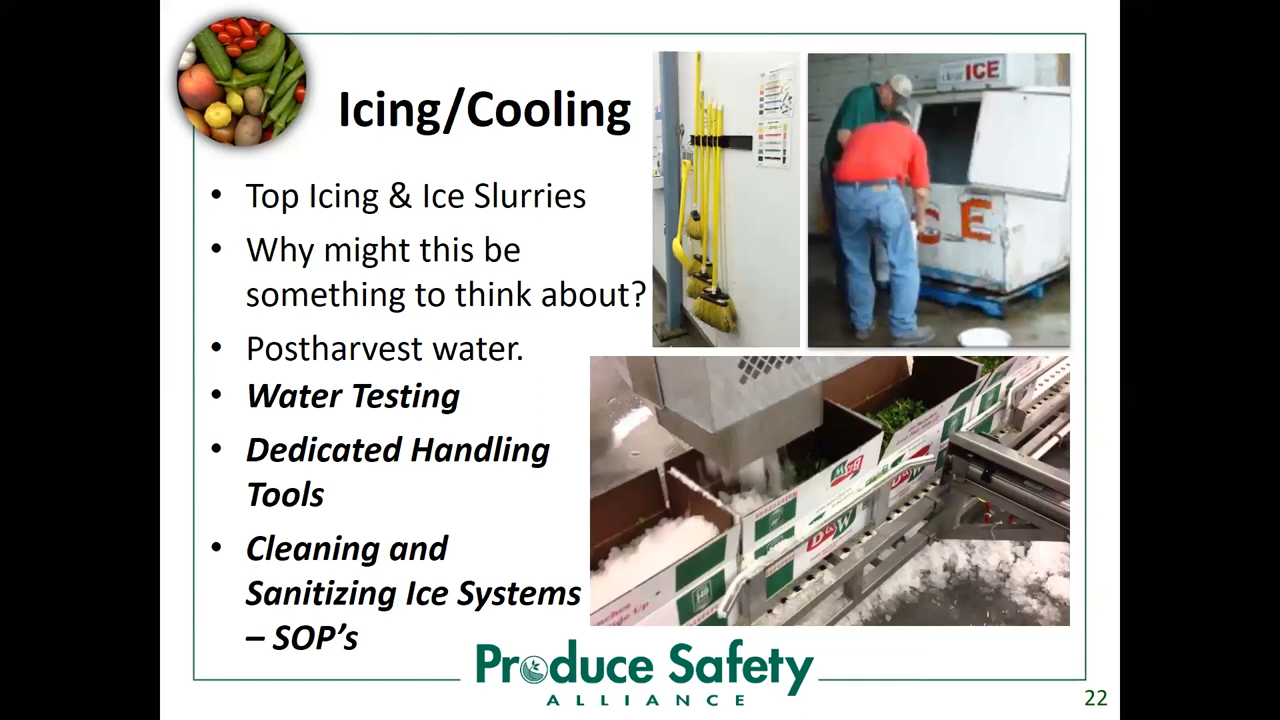 Icing/Cooling
• Top Icing & Ice Slurries
• Why might this be
something to think about?
• Postharvest water.
• Water Testing
• Dedicated Handling
Tools
• Cleaning and
Sanitizing Ice Systems
– SOP's
ICE
CE
B&W
D&W
Produce Safety
ALLIANCE
22